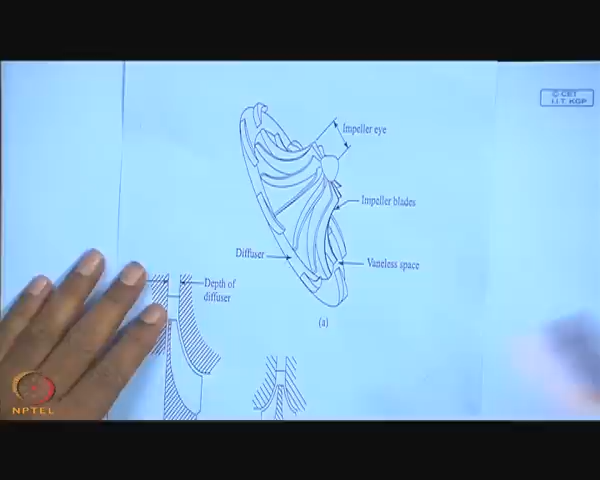 © CET
I.I.T. KGP
Impeller eye
Impeller blades
Diffuser
Vaneless space
Depth of
diffuser
(a)
NPTEL